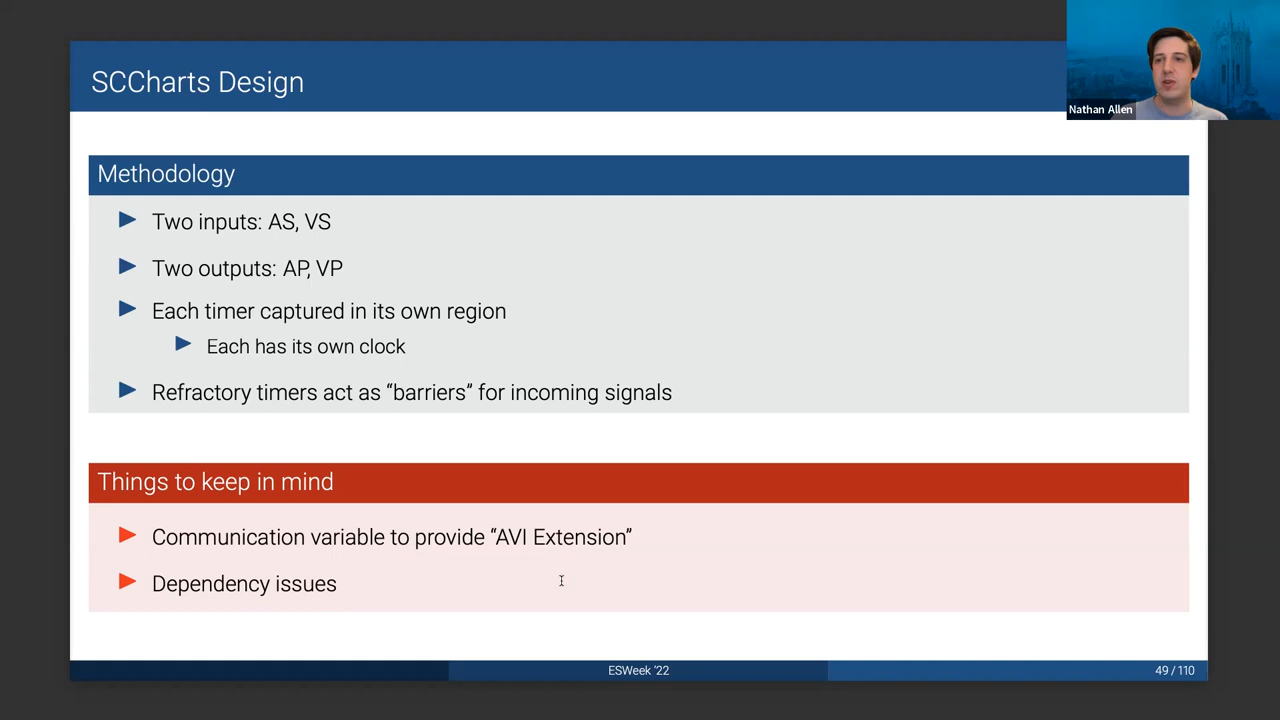 SCCharts Design
Nathan Allen
Methodology
Two inputs: AS, VS
Two outputs: AP, VP
Each timer captured in its own region
Each has its own clock
Refractory timers act as “barriers” for incoming signals
Things to keep in mind
Communication variable to provide “AVI Extension”
Dependency issues
ESWeek ’22
49 / 110